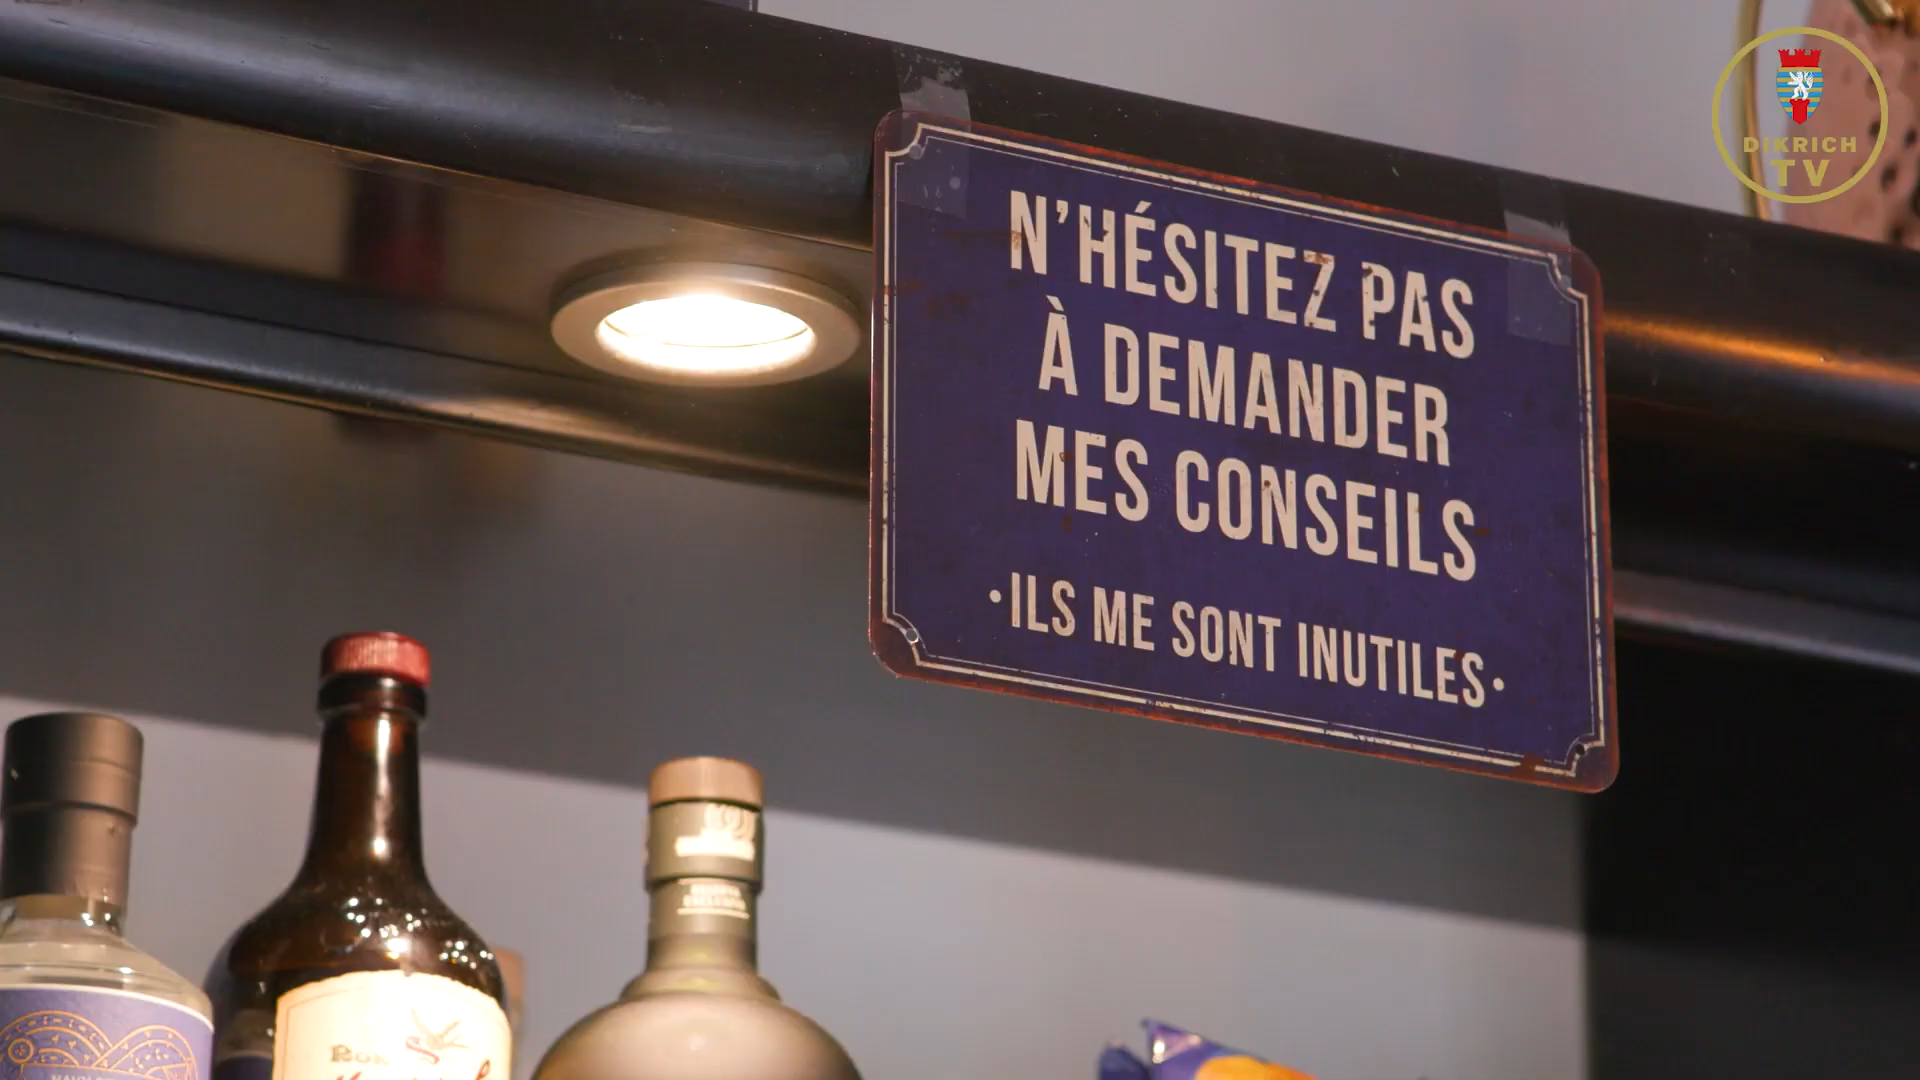 DIKRICH
TV
N'HÉSITEZ PAS
À DEMANDER
MES CONSEILS
•ILS ME SONT INUTILES•